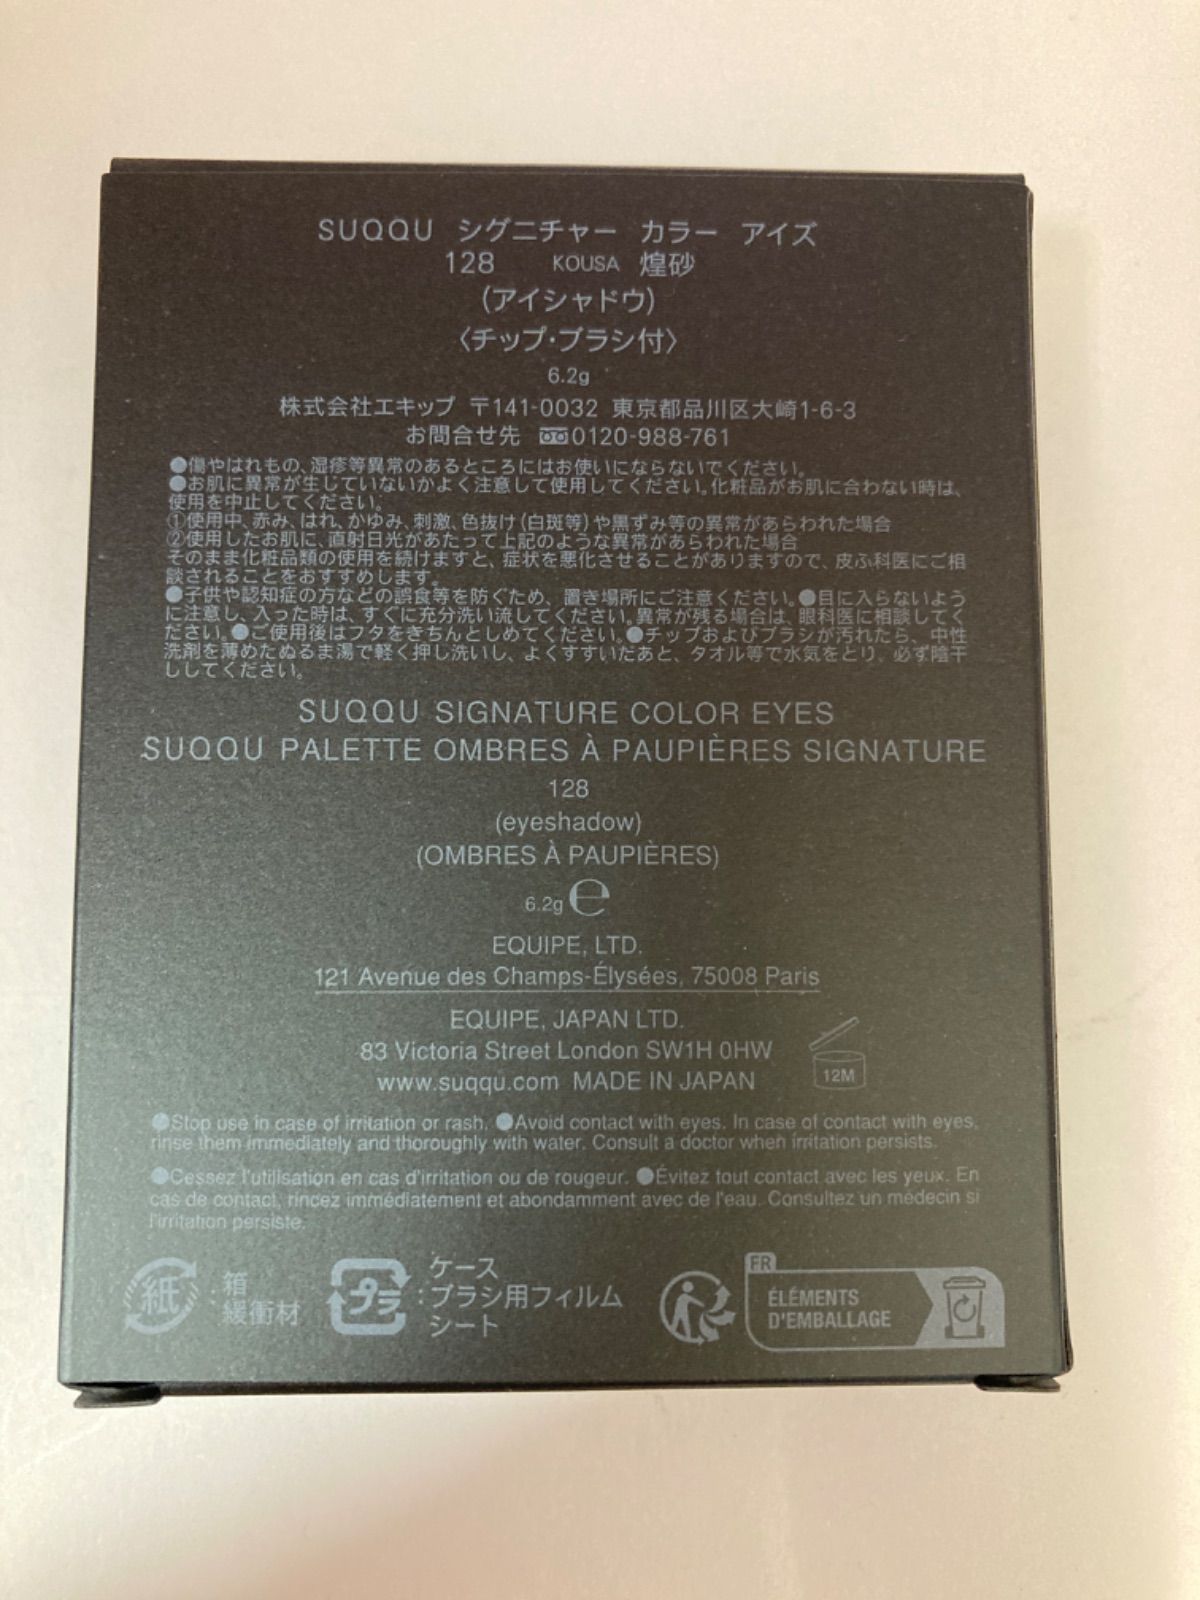 SUQQU シグニチャー カラー アイズ
128 KOUSA 煌砂
(アイシャドウ)
〈チップ・ブラシ付〉
6.2g
株式会社エキップ 〒141-0032 東京都品川区大崎1-6-3
お問合せ先 0120-988-761
●傷やはれもの、湿疹等異常のあるところにはお使いにならないでください。
●お肌に異常が生じていないかよく注意して使用してください。化粧品がお肌に合わない時は、
使用を中止してください。
①使用中、赤み、はれ、かゆみ、刺激、色抜け(白斑等)や黒ずみ等の異常があらわれた場合
②使用したお肌に、直射日光があたって上記のような異常があらわれた場合
そのまま化粧品類の使用を続けますと、症状を悪化させることがありますので、皮ふ科医にご相
談されることをおすすめします。
●子供や認知症の方などの誤食等を防ぐため、置き場所にご注意ください。●目に入らないよう
に注意し、入った時は、すぐに充分洗い流してください。異常が残る場合は、眼科医に相談してく
ださい。●ご使用後はフタをきちんとしめてください。●チップおよびブラシが汚れたら、中性
洗剤を薄めたぬるま湯で軽く押し洗いし、よくすすいだあと、タオル等で水気をとり、必ず陰干
ししてください。
SUQQU SIGNATURE COLOR EYES
SUQQU PALETTE OMBRES À PAUPIÈRES SIGNATURE
128
(eyeshadow)
(OMBRES À PAUPIÈRES)
6.2g ℮
EQUIPE, LTD.
121 Avenue des Champs-Élysées, 75008 Paris
EQUIPE, JAPAN LTD.
83 Victoria Street London SW1H 0HW
www.suqqu.com MADE IN JAPAN
12M
●Stop use in case of irritation or rash. ●Avoid contact with eyes. In case of contact with eyes,
rinse them immediately and thoroughly with water. Consult a doctor when irritation persists.
●Cessez l'utilisation en cas d'irritation ou de rougeur. ●Évitez tout contact avec les yeux. En
cas de contact, rincez immédiatement et abondamment avec de l'eau. Consultez un médecin si
l'irritation persiste.
紙 : 箱
緩衝材
プラ : ケース
ブラシ用フィルム
シート
FR
ÉLÉMENTS
D'EMBALLAGE